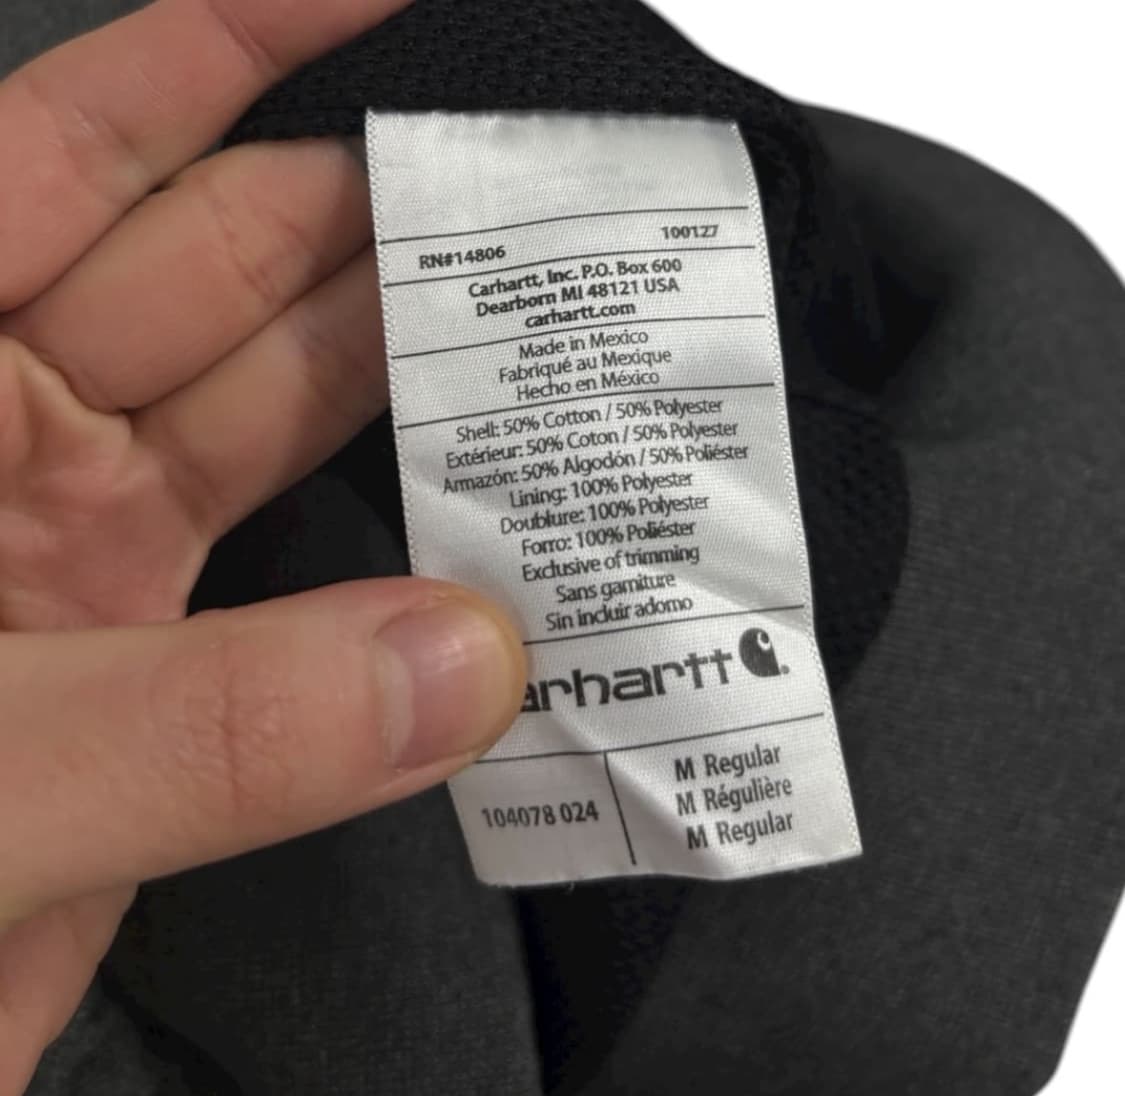 RN#14806 100127
Carhartt, Inc. P.O. Box 600
Dearborn MI 48121 USA
carhartt.com
Made in Mexico
Fabriqué au Mexique
Hecho en México
Shell: 50% Cotton / 50% Polyester
Extérieur: 50% Coton / 50% Polyester
Armazón: 50% Algodón / 50% Poliéster
Lining: 100% Polyester
Doublure: 100% Polyester
Forro: 100% Poliéster
Exclusive of trimming
Sans garniture
Sin incluir adorno
arhartt
104078 024
M Regular
M Régulière
M Regular